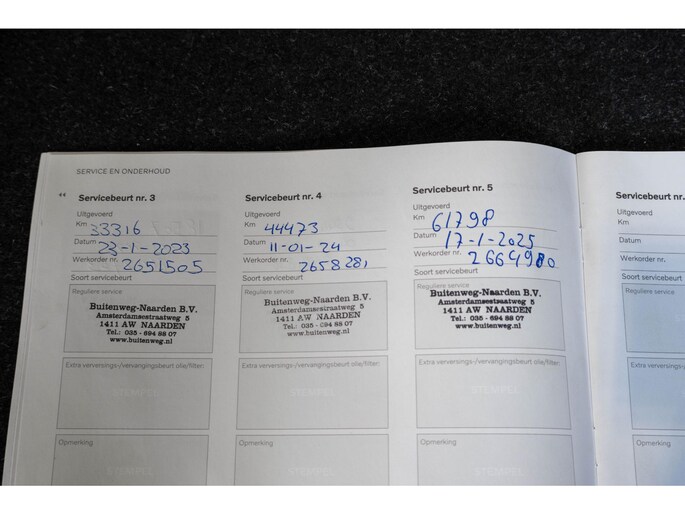 SERVICE EN ONDERHOUD
Servicebeurt nr. 3
Uitgevoerd
Km 33316
Datum 23-1-2023
Werkorder nr. 2651505
Soort servicebeurt
Reguliere service
Buitenweg-Naarden B.V.
Amsterdamsestraatweg 5
1411 AW NAARDEN
Tel.: 035 - 694 88 07
www.buitenweg.nl
Extra verversings-/vervangingsbeurt olie/filter:
STEMPEL
Opmerking
STEMPEL
Servicebeurt nr. 4
Uitgevoerd
Km 44473
Datum 11-01-24
Werkorder nr. 2658281
Soort servicebeurt
Reguliere service
Buitenweg-Naarden B.V.
Amsterdamsestraatweg 5
1411 AW NAARDEN
Tel.: 035 - 694 88 07
www.buitenweg.nl
Extra verversings-/vervangingsbeurt olie/filter:
STEMPEL
Opmerking
STEMPEL
Servicebeurt nr. 5
Uitgevoerd
Km 61798
Datum 17-1-2025
Werkorder nr. 2664980
Soort servicebeurt
Reguliere service
Buitenweg-Naarden B.V.
Amsterdamsestraatweg 5
1411 AW NAARDEN
Tel.: 035 - 694 88 07
www.buitenweg.nl
Extra verversings-/vervangingsbeurt olie/filter:
STEMPEL
Opmerking
STEMPEL
Servicebeurt nr.
Uitgevoerd
Km
Datum
Werkorder nr.
Soort servicebeurt
Reguliere service
Extra verversings-/
Opmerking